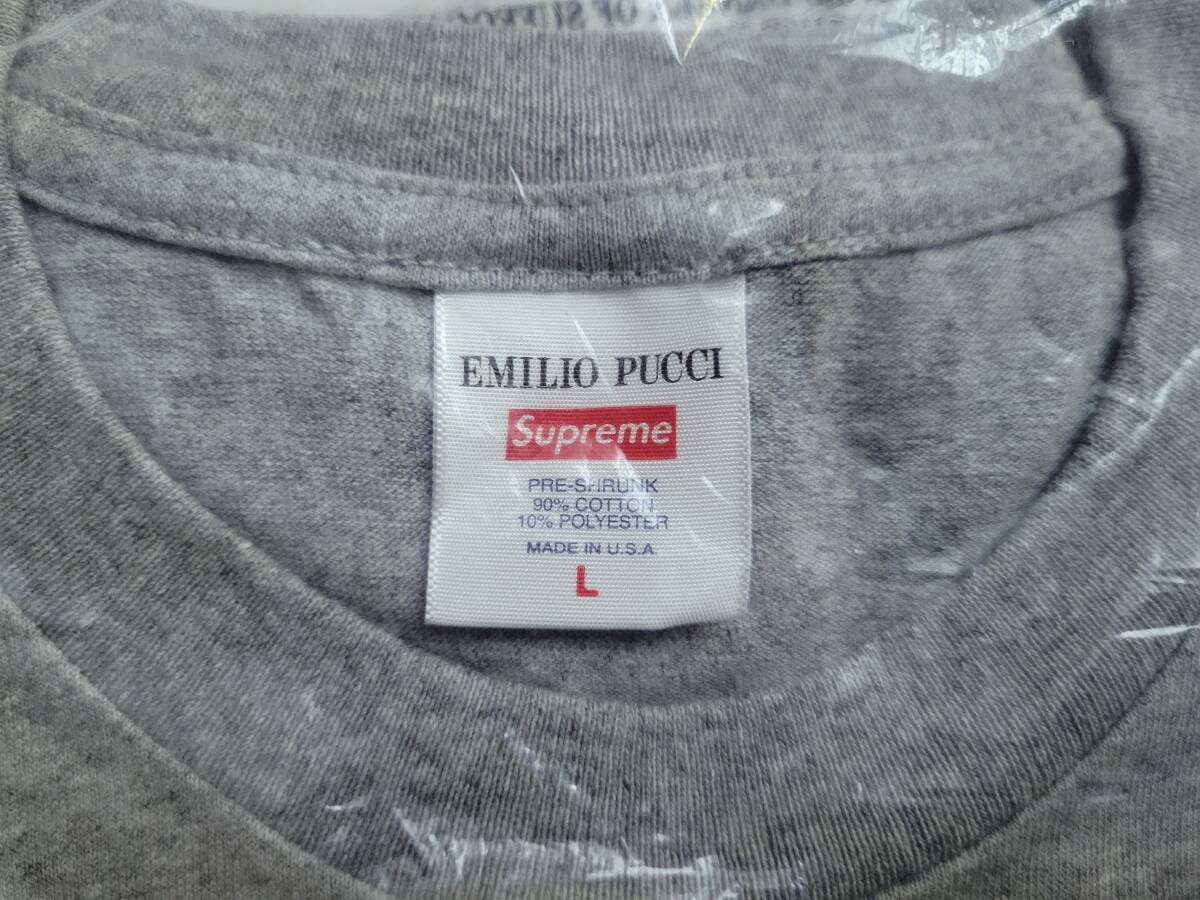 EMILIO PUCCI
Supreme
PRE-SHRUNK
90% COTTON
10% POLYESTER
MADE IN U.S.A
L